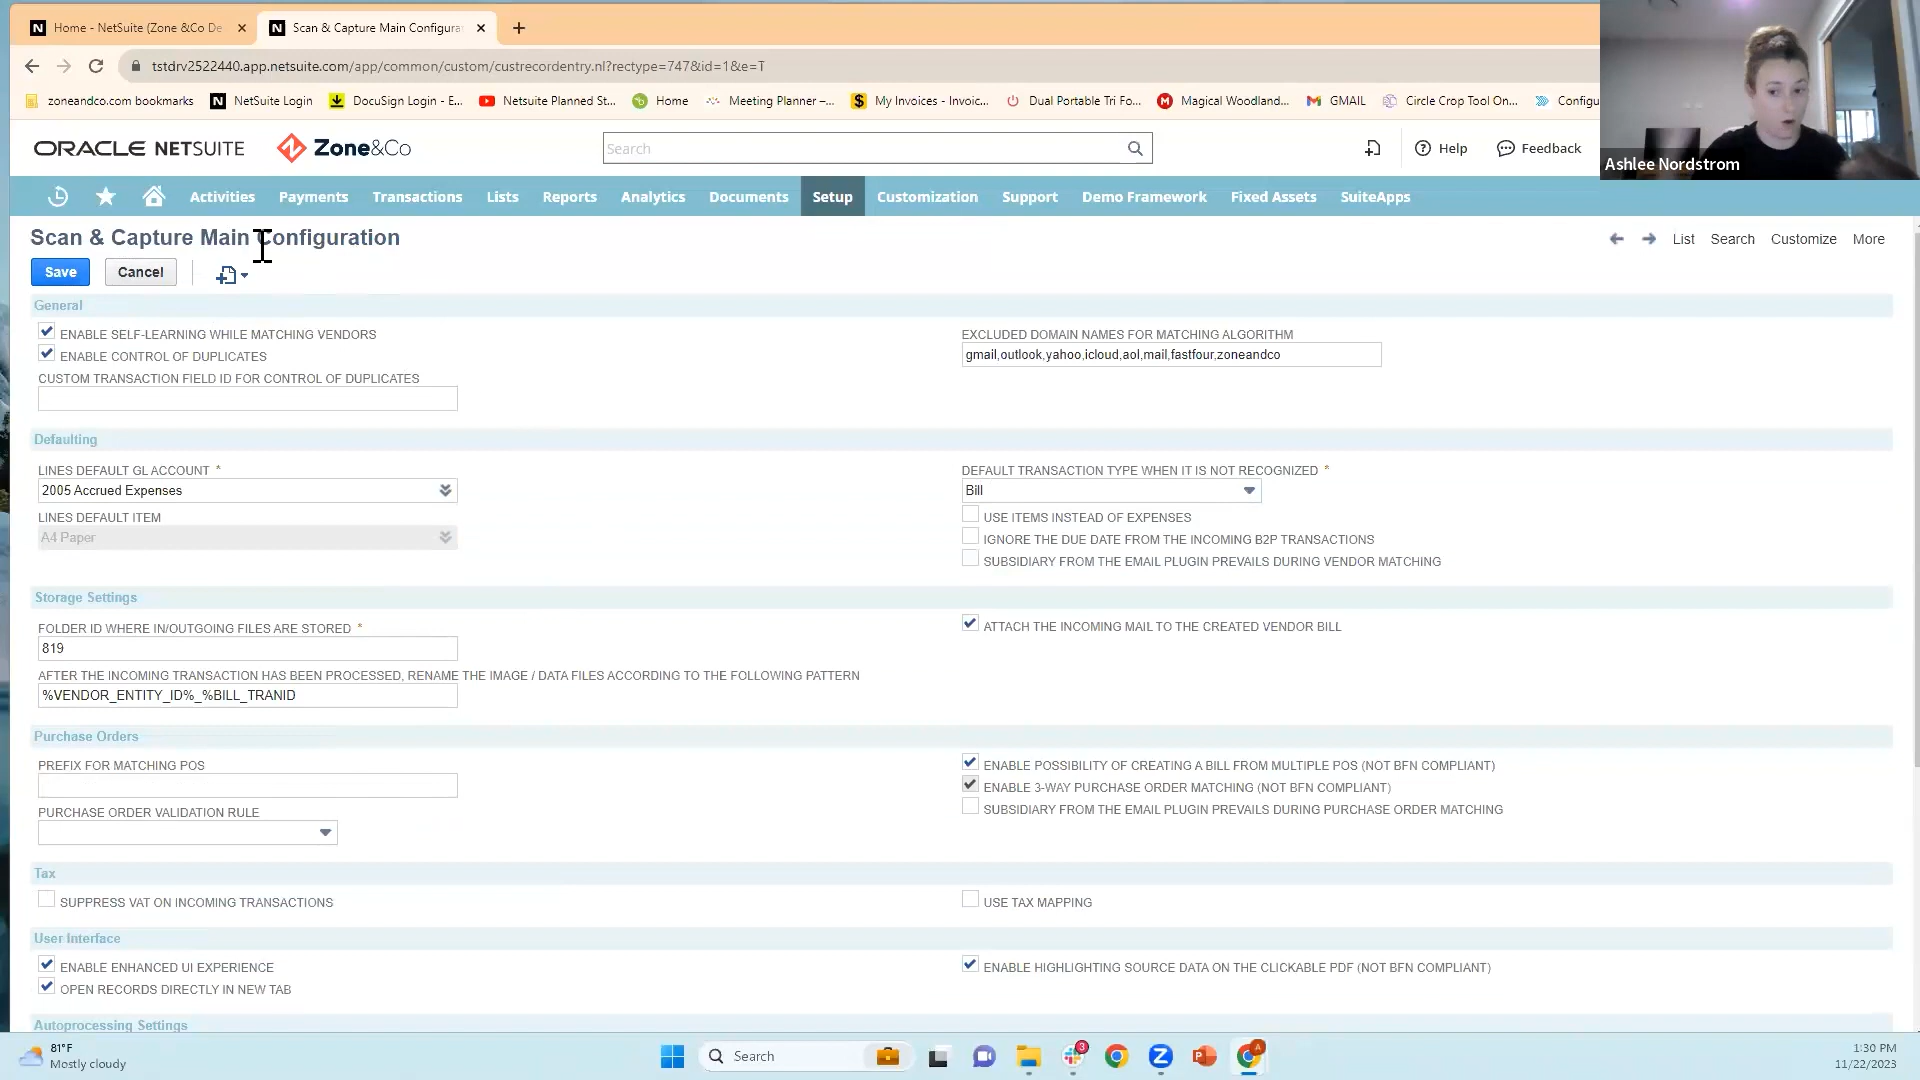 Home - NetSuite (Zone &Co De
Scan & Capture Main Configura
tstdrv2522440.app.netsuite.com/app/common/custom/custrecordentry.nl?rectype=747&id=1&e=T
zoneandco.com bookmarks NetSuite Login DocuSign Login - E... Netsuite Planned St... Home Meeting Planner –... My Invoices - Invoic... Dual Portable Tri Fo... Magical Woodland... GMAIL Circle Crop Tool On... Configu
ORACLE NETSUITE Zone&Co Search Help Feedback
Ashlee Nordstrom
Activities Payments Transactions Lists Reports Analytics Documents Setup Customization Support Demo Framework Fixed Assets SuiteApps
Scan & Capture Main Configuration
List Search Customize More
Save Cancel
General
ENABLE SELF-LEARNING WHILE MATCHING VENDORS
ENABLE CONTROL OF DUPLICATES
CUSTOM TRANSACTION FIELD ID FOR CONTROL OF DUPLICATES
EXCLUDED DOMAIN NAMES FOR MATCHING ALGORITHM
gmail,outlook,yahoo,icloud,aol,mail,fastfour,zoneandco
Defaulting
LINES DEFAULT GL ACCOUNT *
2005 Accrued Expenses
LINES DEFAULT ITEM
A4 Paper
DEFAULT TRANSACTION TYPE WHEN IT IS NOT RECOGNIZED *
Bill
USE ITEMS INSTEAD OF EXPENSES
IGNORE THE DUE DATE FROM THE INCOMING B2P TRANSACTIONS
SUBSIDIARY FROM THE EMAIL PLUGIN PREVAILS DURING VENDOR MATCHING
Storage Settings
FOLDER ID WHERE IN/OUTGOING FILES ARE STORED *
819
AFTER THE INCOMING TRANSACTION HAS BEEN PROCESSED, RENAME THE IMAGE / DATA FILES ACCORDING TO THE FOLLOWING PATTERN
%VENDOR_ENTITY_ID%_%BILL_TRANID
ATTACH THE INCOMING MAIL TO THE CREATED VENDOR BILL
Purchase Orders
PREFIX FOR MATCHING POS
PURCHASE ORDER VALIDATION RULE
ENABLE POSSIBILITY OF CREATING A BILL FROM MULTIPLE POS (NOT BFN COMPLIANT)
ENABLE 3-WAY PURCHASE ORDER MATCHING (NOT BFN COMPLIANT)
SUBSIDIARY FROM THE EMAIL PLUGIN PREVAILS DURING PURCHASE ORDER MATCHING
Tax
SUPPRESS VAT ON INCOMING TRANSACTIONS
USE TAX MAPPING
User Interface
ENABLE ENHANCED UI EXPERIENCE
OPEN RECORDS DIRECTLY IN NEW TAB
ENABLE HIGHLIGHTING SOURCE DATA ON THE CLICKABLE PDF (NOT BFN COMPLIANT)
Autoprocessing Settings
81°F
Mostly cloudy
Search
3
A
1:30 PM
11/22/2023